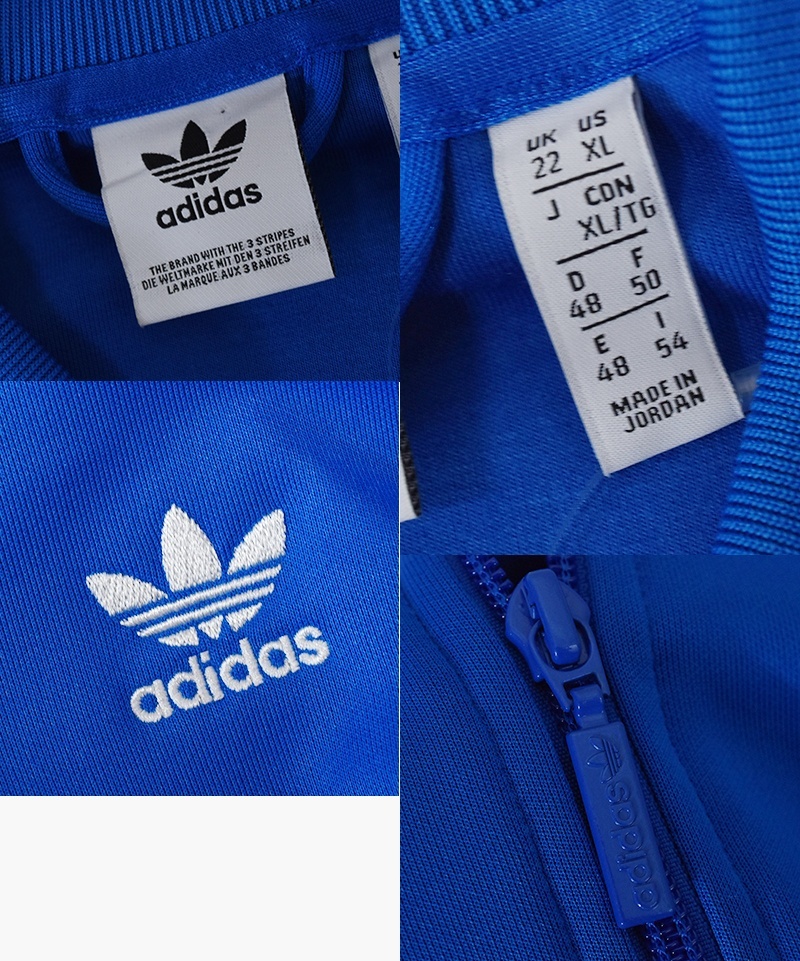 adidas
THE BRAND WITH THE 3 STRIPES
DIE WELTMARKE MIT DEN 3 STREIFEN
LA MARQUE AUX 3 BANDES
UK US
22 XL
J CDN
XL/TG
D F
48 50
E I
48 54
MADE IN
JORDAN
adidas
adidas